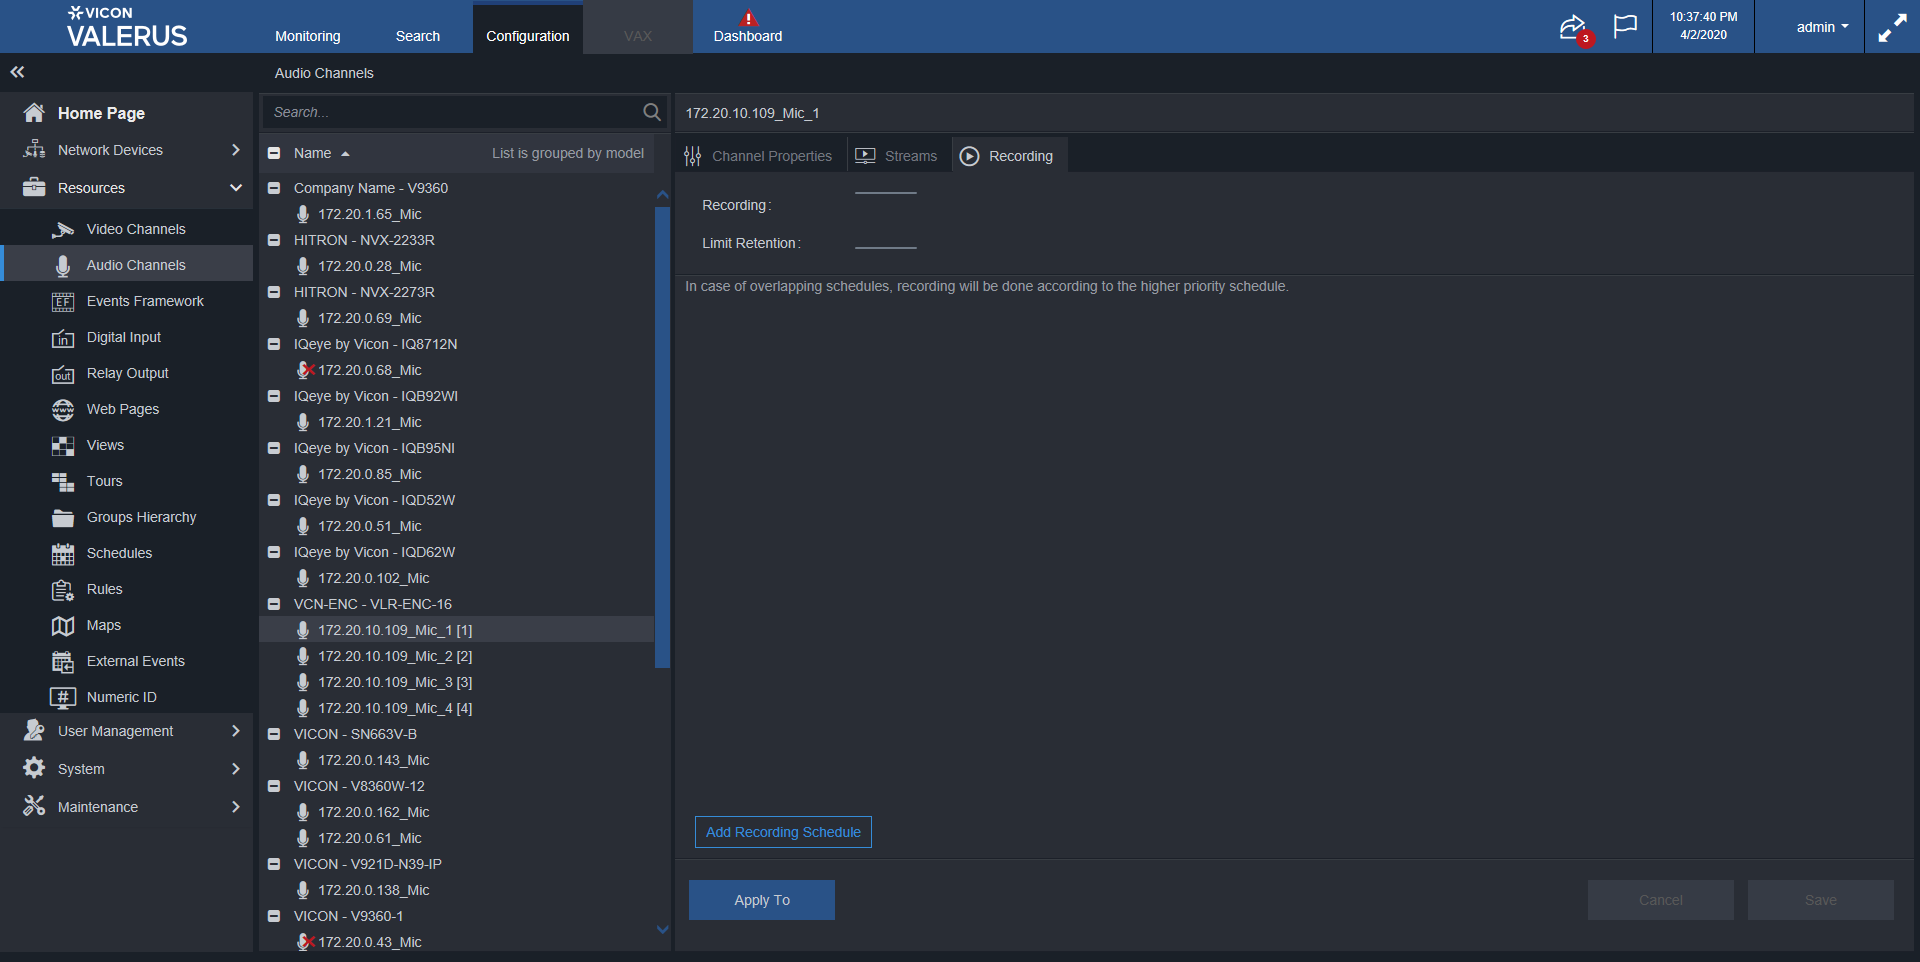 VICON
VALERUS
Monitoring
Search
Configuration
VAX
Dashboard
3
10:37:40 PM
4/2/2020
admin
Audio Channels
Home Page
Network Devices
Resources
Video Channels
Audio Channels
EF Events Framework
in Digital Input
out Relay Output
www Web Pages
Views
Tours
Groups Hierarchy
Schedules
Rules
Maps
External Events
# Numeric ID
User Management
System
Maintenance
Search...
Name
List is grouped by model
Company Name - V9360
172.20.1.65_Mic
HITRON - NVX-2233R
172.20.0.28_Mic
HITRON - NVX-2273R
172.20.0.69_Mic
IQeye by Vicon - IQ8712N
172.20.0.68_Mic
IQeye by Vicon - IQB92WI
172.20.1.21_Mic
IQeye by Vicon - IQB95NI
172.20.0.85_Mic
IQeye by Vicon - IQD52W
172.20.0.51_Mic
IQeye by Vicon - IQD62W
172.20.0.102_Mic
VCN-ENC - VLR-ENC-16
172.20.10.109_Mic_1 [1]
172.20.10.109_Mic_2 [2]
172.20.10.109_Mic_3 [3]
172.20.10.109_Mic_4 [4]
VICON - SN663V-B
172.20.0.143_Mic
VICON - V8360W-12
172.20.0.162_Mic
172.20.0.61_Mic
VICON - V921D-N39-IP
172.20.0.138_Mic
VICON - V9360-1
172.20.0.43_Mic
172.20.10.109_Mic_1
Channel Properties
Streams
Recording
Recording:
Limit Retention:
In case of overlapping schedules, recording will be done according to the higher priority schedule.
Add Recording Schedule
Apply To
Cancel
Save